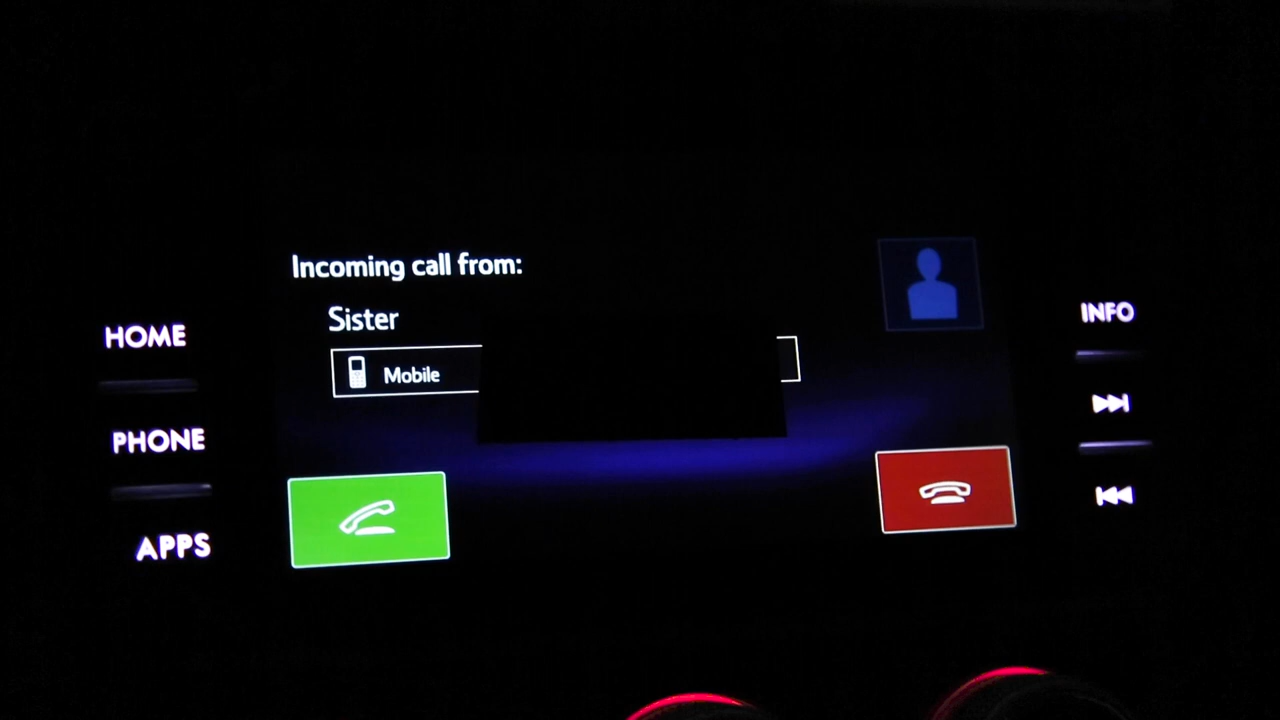 Incoming call from:
Sister
Mobile
HOME
PHONE
APPS
INFO